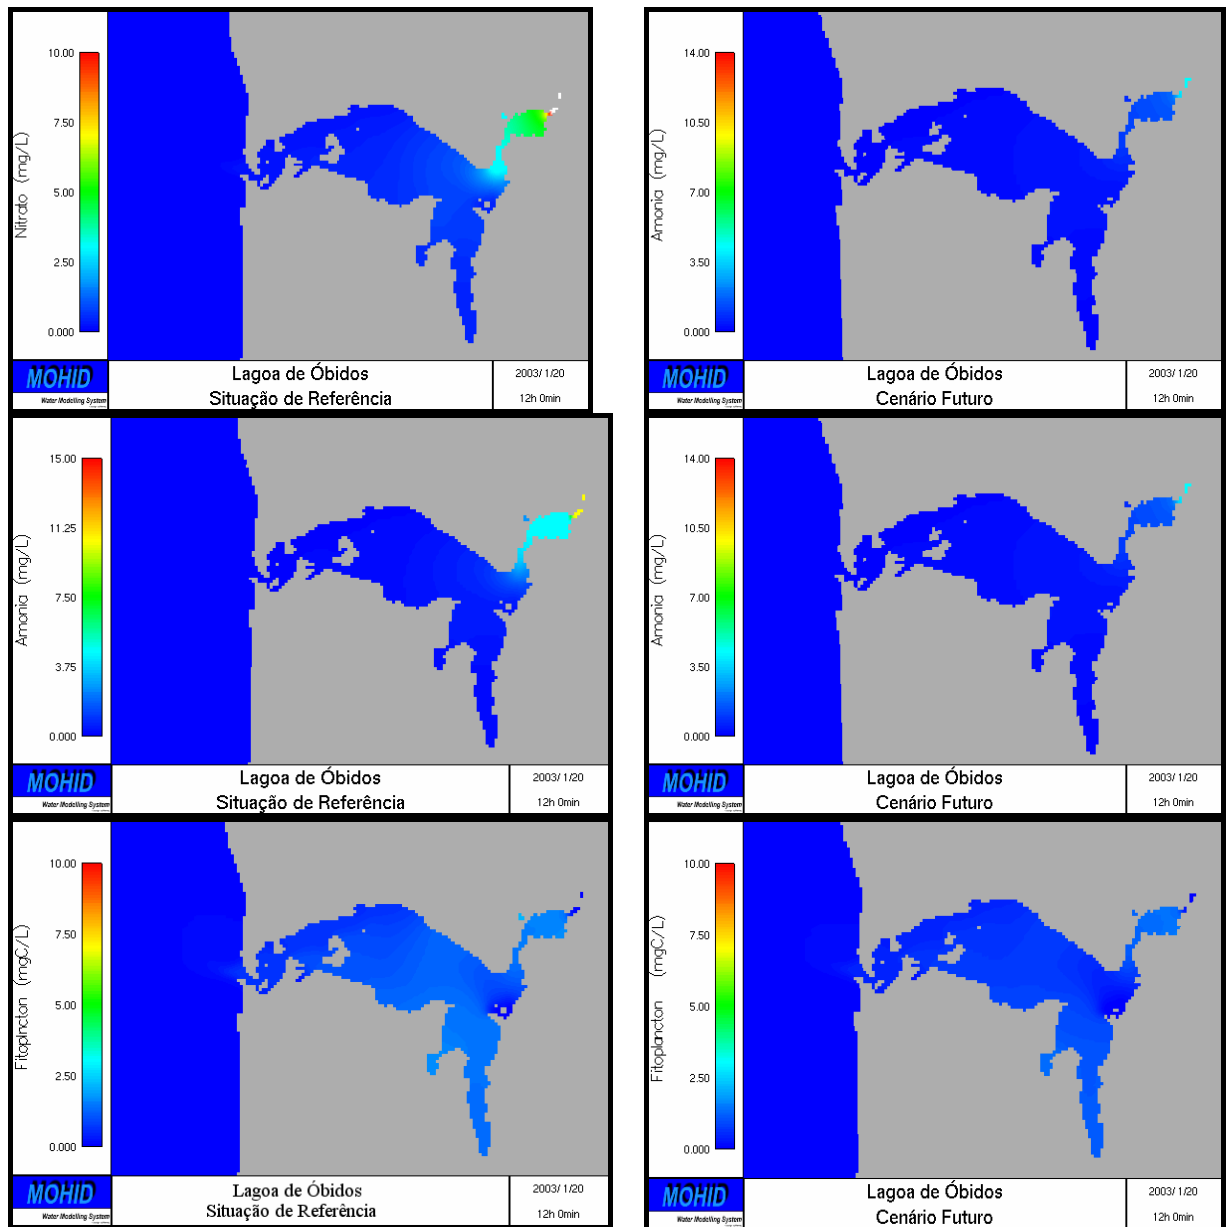 10.00
7.50
5.00
2.50
0.000
Nitrato (mg/L)
MOHID
Water Modelling System
Lagoa de Óbidos
Situação de Referência
2003/ 1/20
12h 0min
14.00
10.50
7.00
3.50
0.000
Amonia (mg/L)
MOHID
Water Modelling System
Lagoa de Óbidos
Cenário Futuro
2003/ 1/20
12h 0min
15.00
11.25
7.50
3.75
0.000
Amonia (mg/L)
MOHID
Water Modelling System
Lagoa de Óbidos
Situação de Referência
2003/ 1/20
12h 0min
14.00
10.50
7.00
3.50
0.000
Amonia (mg/L)
MOHID
Water Modelling System
Lagoa de Óbidos
Cenário Futuro
2003/ 1/20
12h 0min
10.00
7.50
5.00
2.50
0.000
Fitoplncton (mgC/L)
MOHID
Water Modelling System
Lagoa de Óbidos
Situação de Referência
2003/ 1/20
12h 0min
10.00
7.50
5.00
2.50
0.000
Fitoplancton (mgC/L)
MOHID
Water Modelling System
Lagoa de Óbidos
Cenário Futuro
2003/ 1/20
12h 0min